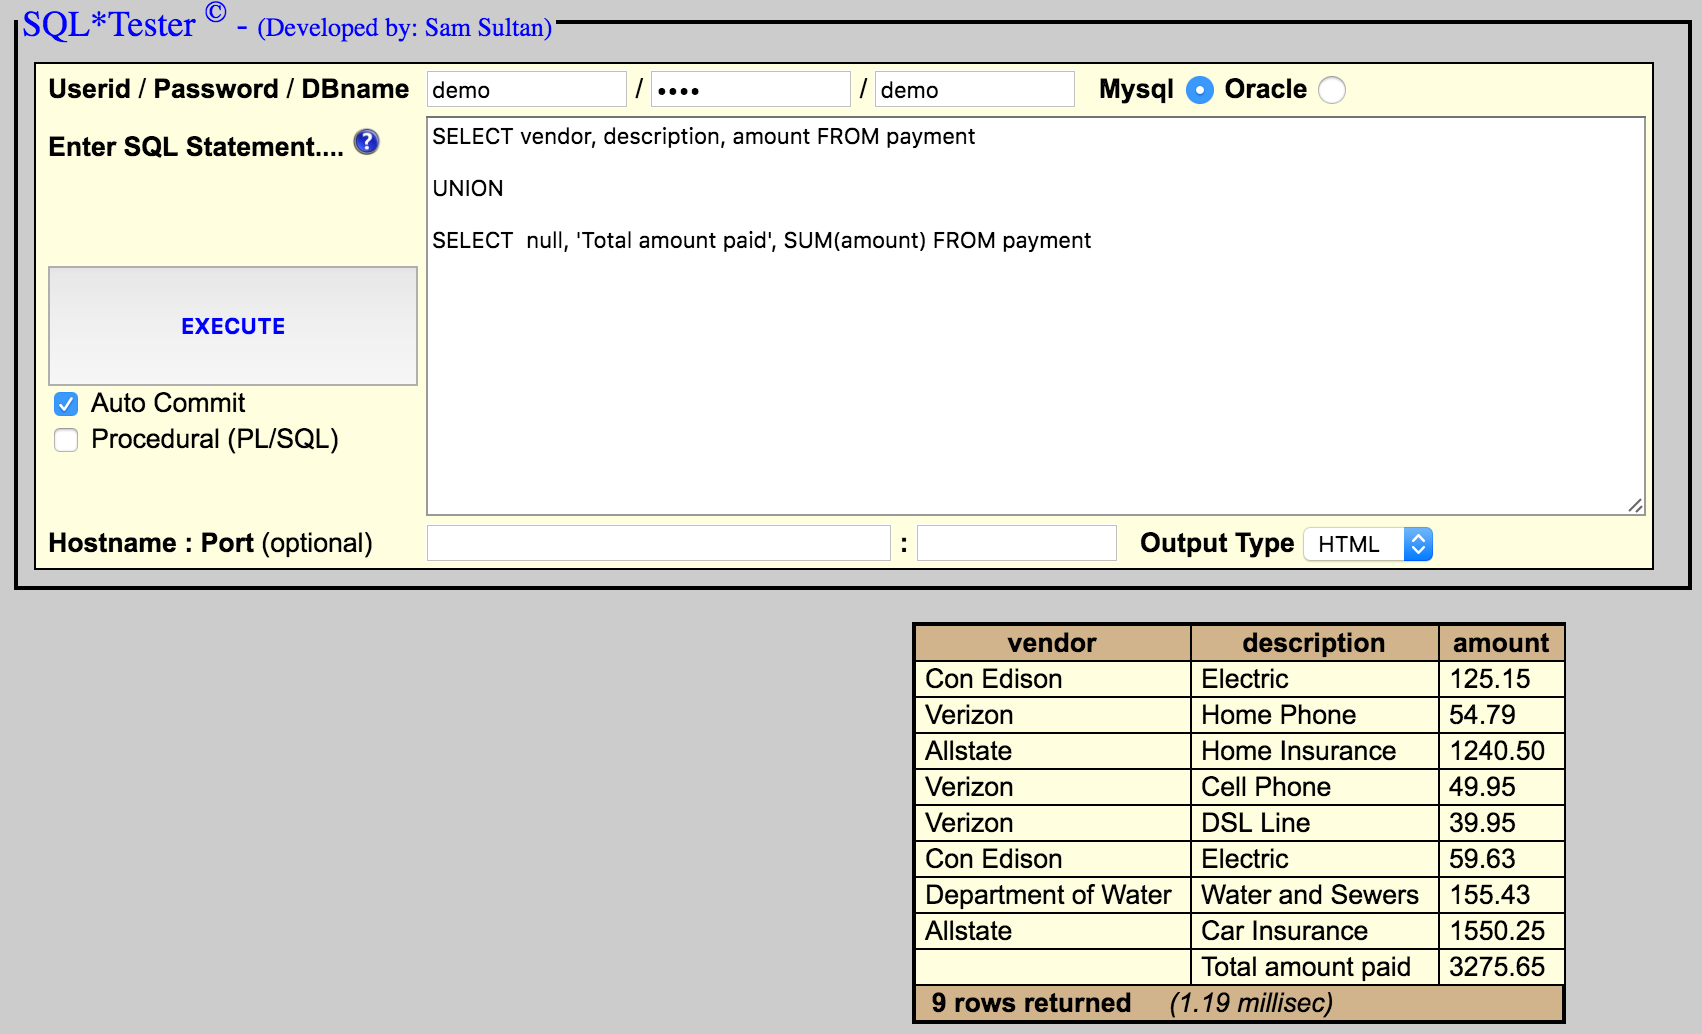 SQL*Tester © - (Developed by: Sam Sultan)
Userid / Password / DBname demo / •••• / demo Mysql Oracle
Enter SQL Statement.... ?
SELECT vendor, description, amount FROM payment
UNION
SELECT  null, 'Total amount paid', SUM(amount) FROM payment
EXECUTE
Auto Commit
Procedural (PL/SQL)
Hostname : Port (optional) : Output Type HTML
vendor description amount
Con Edison Electric 125.15
Verizon Home Phone 54.79
Allstate Home Insurance 1240.50
Verizon Cell Phone 49.95
Verizon DSL Line 39.95
Con Edison Electric 59.63
Department of Water Water and Sewers 155.43
Allstate Car Insurance 1550.25
Total amount paid 3275.65
9 rows returned (1.19 millisec)